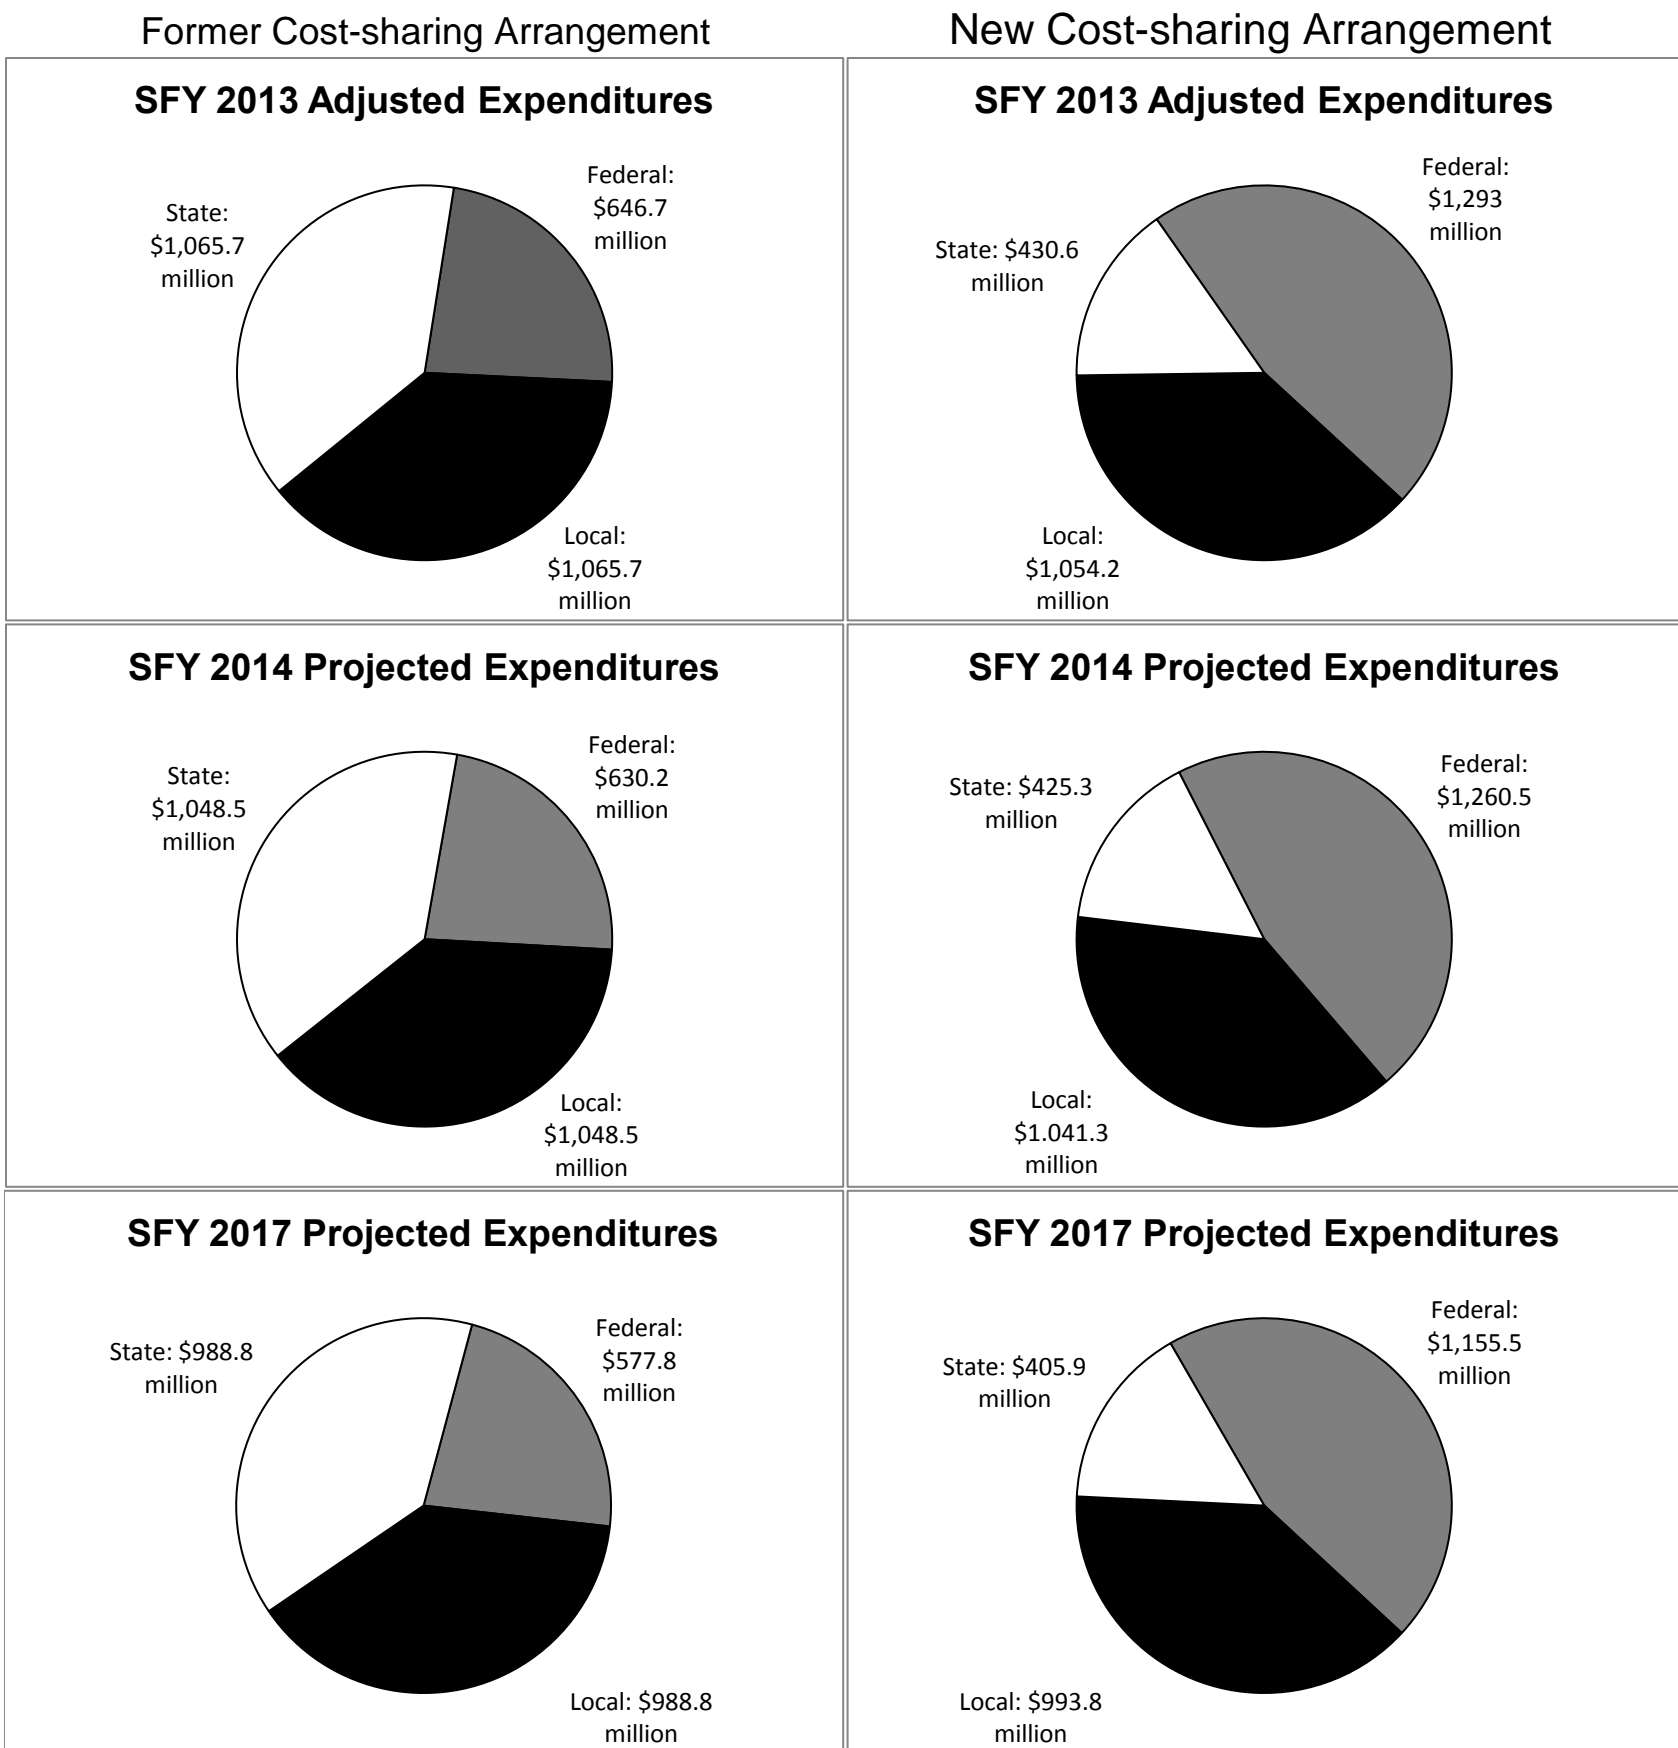 Former Cost-sharing Arrangement
New Cost-sharing Arrangement
SFY 2013 Adjusted Expenditures
State:
$1,065.7
million
Federal:
$646.7
million
Local:
$1,065.7
million
SFY 2013 Adjusted Expenditures
State: $430.6
million
Federal:
$1,293
million
Local:
$1,054.2
million
SFY 2014 Projected Expenditures
State:
$1,048.5
million
Federal:
$630.2
million
Local:
$1,048.5
million
SFY 2014 Projected Expenditures
State: $425.3
million
Federal:
$1,260.5
million
Local:
$1.041.3
million
SFY 2017 Projected Expenditures
State: $988.8
million
Federal:
$577.8
million
Local: $988.8
million
SFY 2017 Projected Expenditures
State: $405.9
million
Federal:
$1,155.5
million
Local: $993.8
million